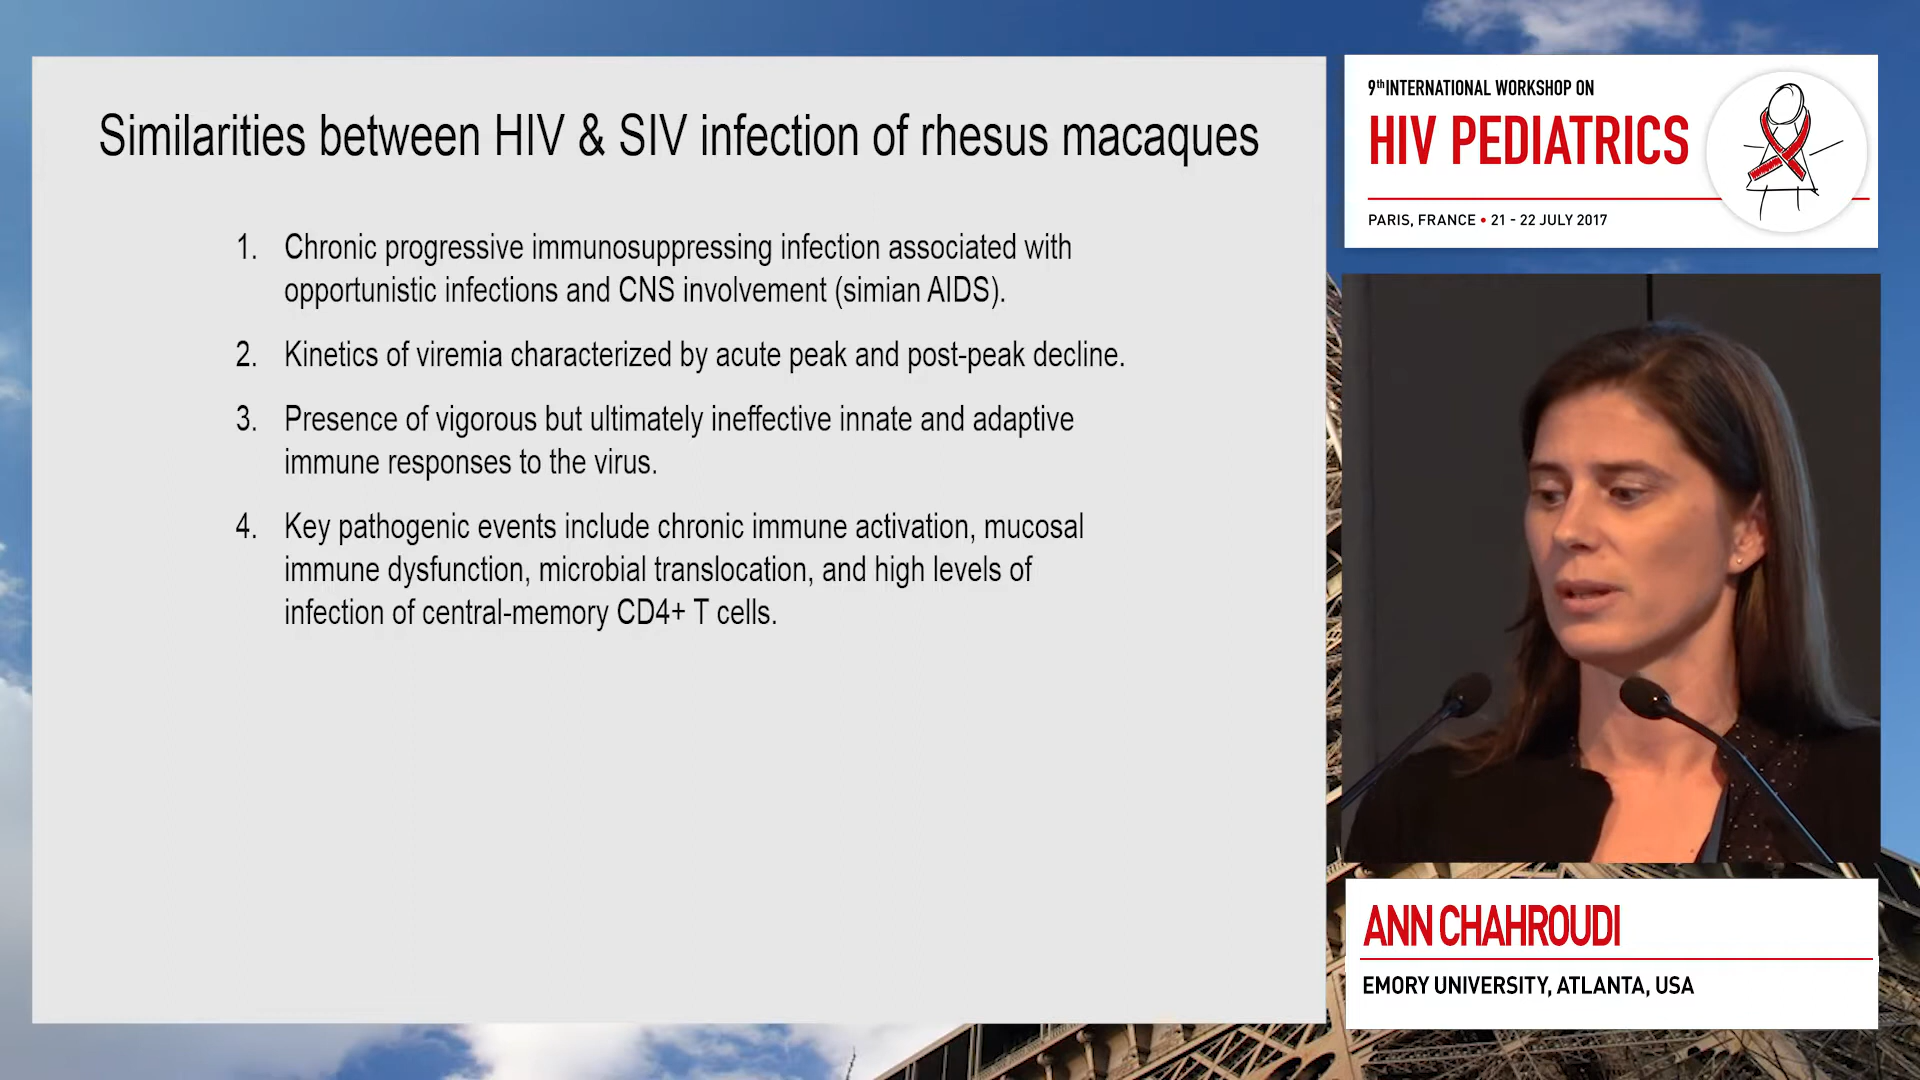 Similarities between HIV & SIV infection of rhesus macaques
1. Chronic progressive immunosuppressing infection associated with
opportunistic infections and CNS involvement (simian AIDS).
2. Kinetics of viremia characterized by acute peak and post-peak decline.
3. Presence of vigorous but ultimately ineffective innate and adaptive
immune responses to the virus.
4. Key pathogenic events include chronic immune activation, mucosal
immune dysfunction, microbial translocation, and high levels of
infection of central-memory CD4+ T cells.
9th INTERNATIONAL WORKSHOP ON
HIV PEDIATRICS
PARIS, FRANCE • 21 - 22 JULY 2017
ANN CHAHROUDI
EMORY UNIVERSITY, ATLANTA, USA